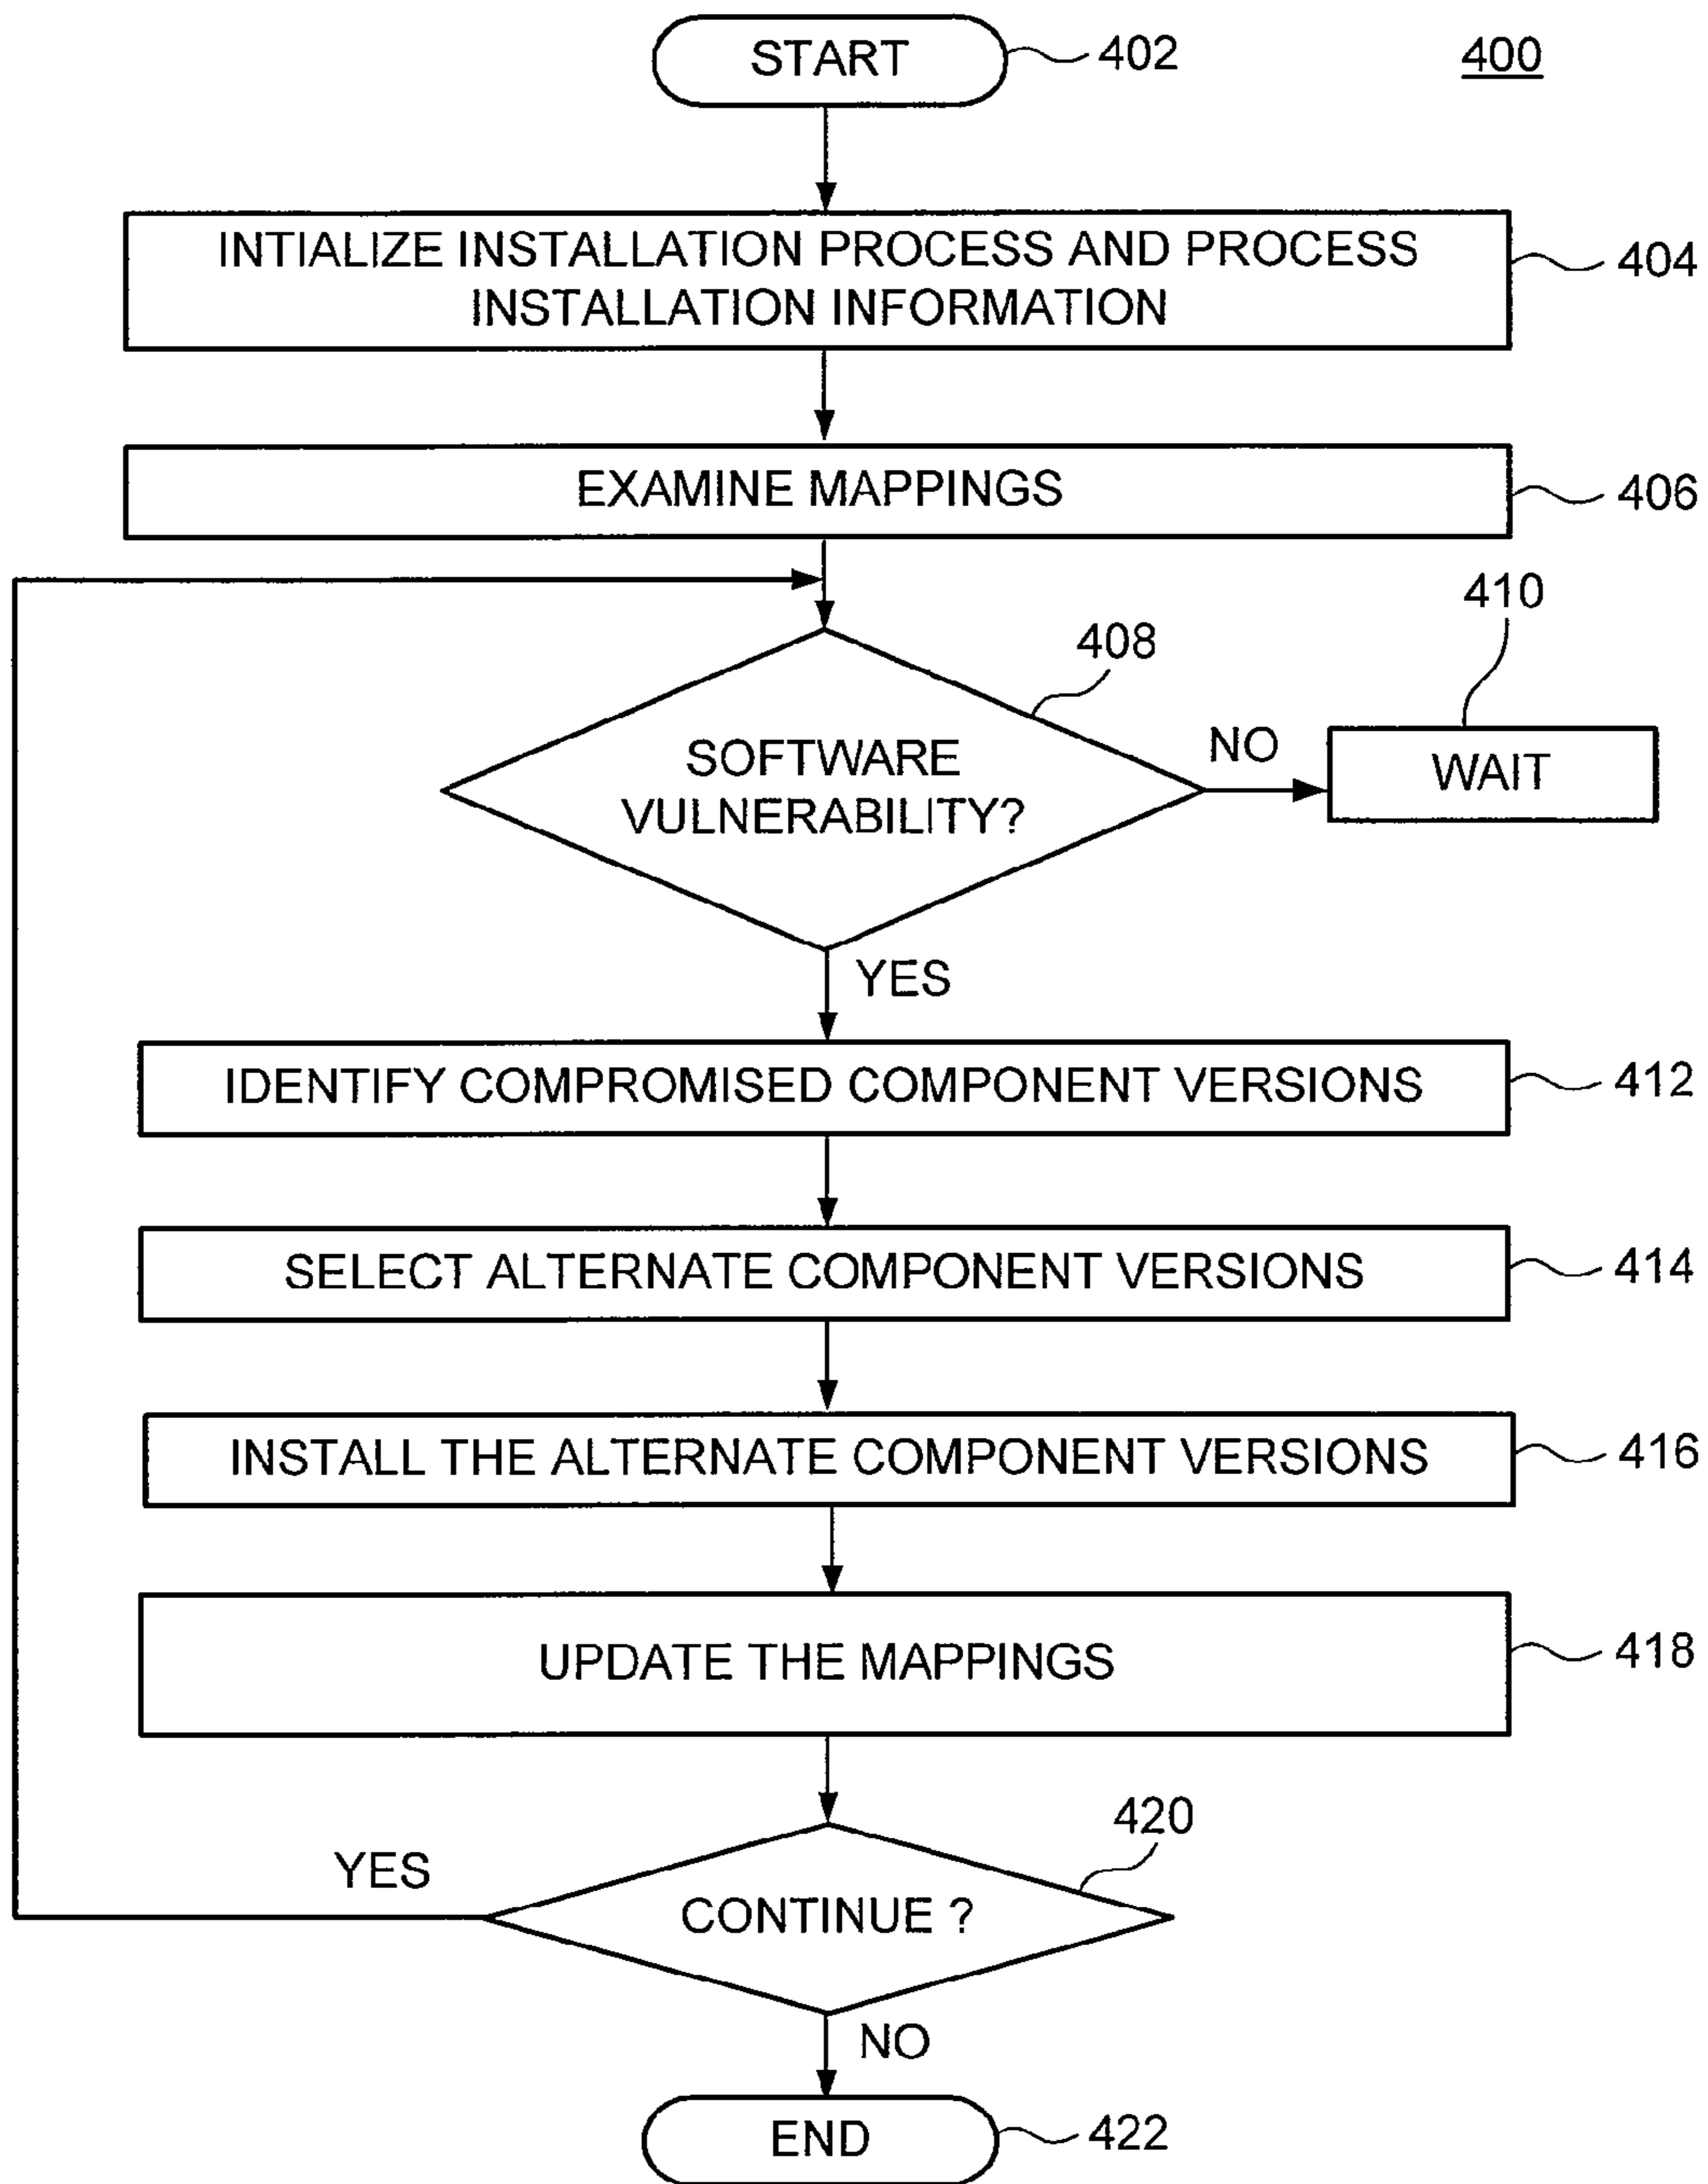 START
402
400
INTIALIZE INSTALLATION PROCESS AND PROCESS
INSTALLATION INFORMATION
404
EXAMINE MAPPINGS
406
410
408
SOFTWARE
VULNERABILITY?
NO
WAIT
YES
IDENTIFY COMPROMISED COMPONENT VERSIONS
412
SELECT ALTERNATE COMPONENT VERSIONS
414
INSTALL THE ALTERNATE COMPONENT VERSIONS
416
UPDATE THE MAPPINGS
418
420
YES
CONTINUE ?
NO
END
422